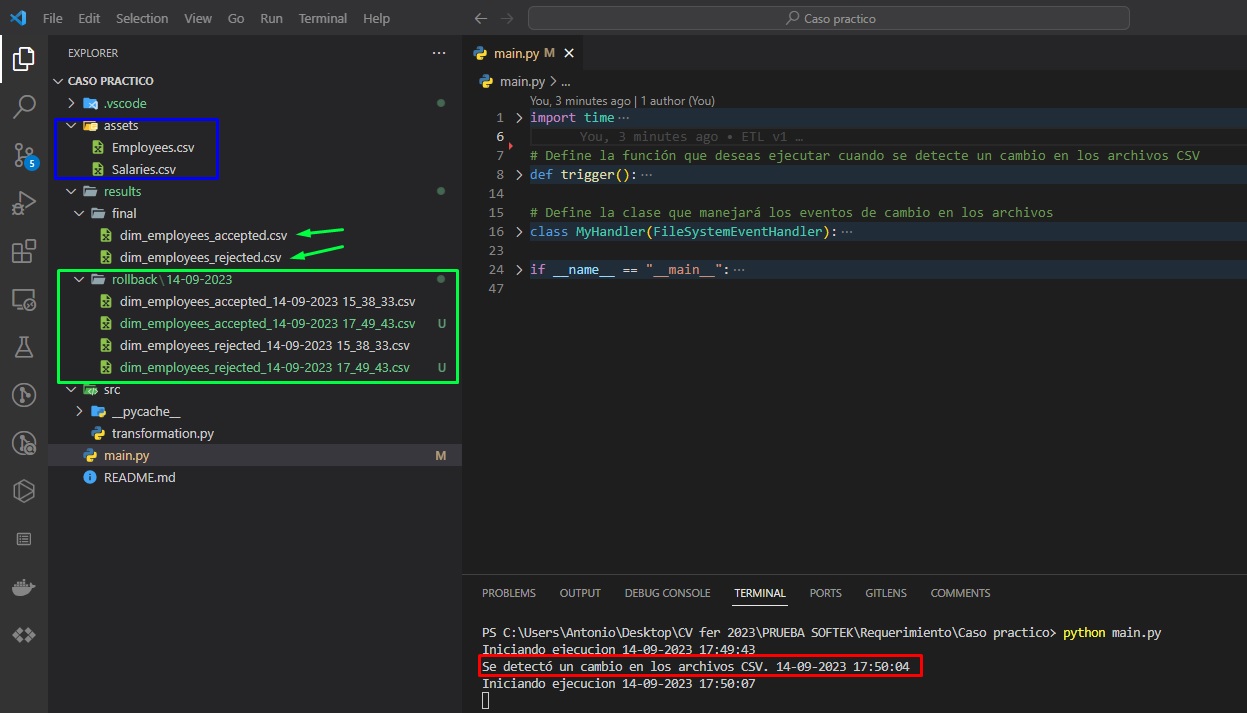 File Edit Selection View Go Run Terminal Help
Caso practico
EXPLORER
CASO PRACTICO
.vscode
assets
Employees.csv
Salaries.csv
results
final
dim_employees_accepted.csv
dim_employees_rejected.csv
rollback\14-09-2023
dim_employees_accepted_14-09-2023 15_38_33.csv
dim_employees_accepted_14-09-2023 17_49_43.csv U
dim_employees_rejected_14-09-2023 15_38_33.csv
dim_employees_rejected_14-09-2023 17_49_43.csv U
src
__pycache__
transformation.py
main.py M
README.md
5
main.py M
main.py > ...
You, 3 minutes ago | 1 author (You)
1 import time ...
6 You, 3 minutes ago • ETL v1 …
7 # Define la función que deseas ejecutar cuando se detecte un cambio en los archivos CSV
8 def trigger(): ...
14
15 # Define la clase que manejará los eventos de cambio en los archivos
16 class MyHandler(FileSystemEventHandler): ...
23
24 if __name__ == "__main__": ...
47
PROBLEMS OUTPUT DEBUG CONSOLE TERMINAL PORTS GITLENS COMMENTS
PS C:\Users\Antonio\Desktop\CV fer 2023\PRUEBA SOFTEK\Requerimiento\Caso practico> python main.py
Iniciando ejecucion 14-09-2023 17:49:43
Se detectó un cambio en los archivos CSV. 14-09-2023 17:50:04
Iniciando ejecucion 14-09-2023 17:50:07